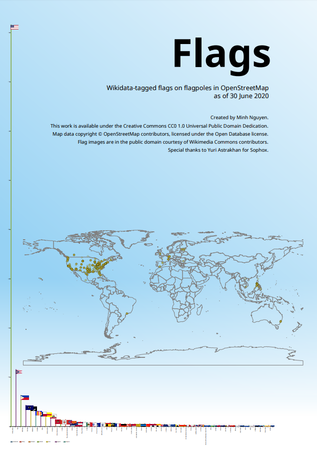 Flags
Wikidata-tagged flags on flagpoles in OpenStreetMap
as of 30 June 2020
Created by Minh Nguyen.
This work is available under the Creative Commons CC0 1.0 Universal Public Domain Dedication.
Map data copyright © OpenStreetMap contributors, licensed under the Open Database license.
Flag images are in the public domain courtesy of Wikimedia Commons contributors.
Special thanks to Yuri Astrakhan for Sophox.